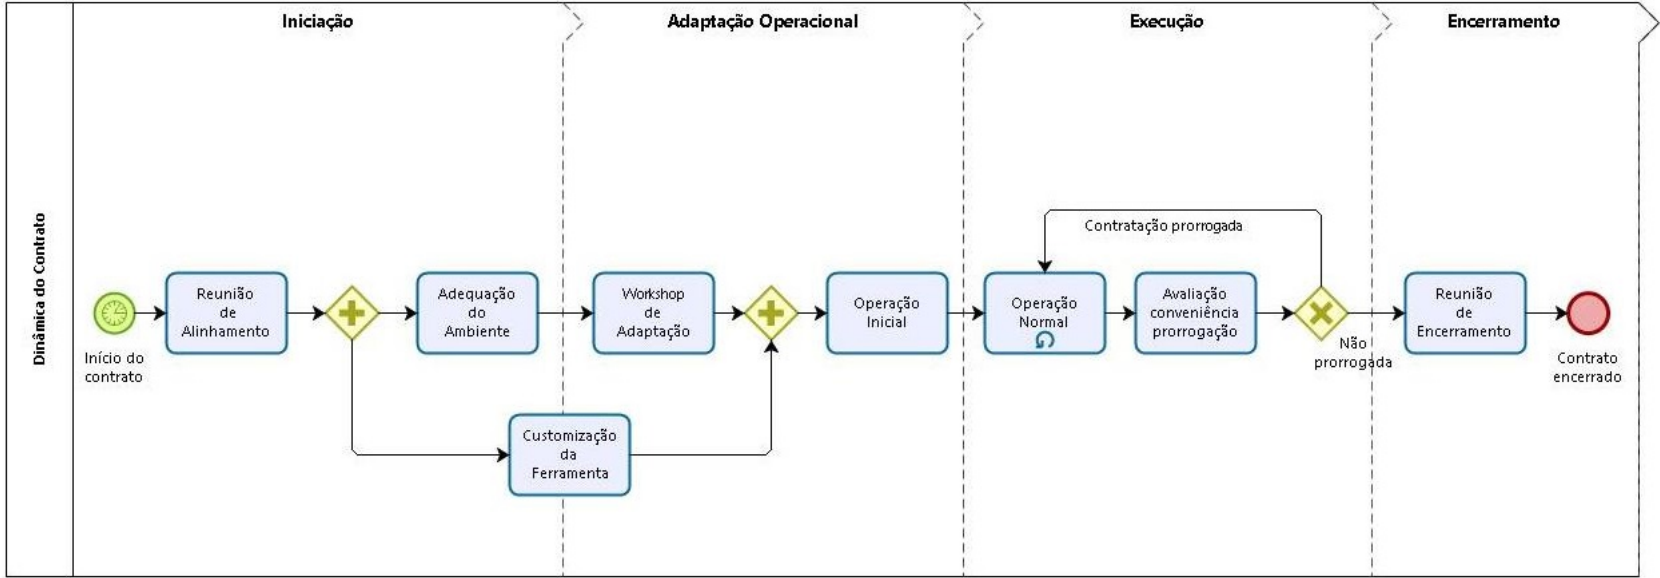 Iniciação
Adaptação Operacional
Execução
Encerramento
Dinâmica do Contrato
Início do
contrato
Reunião
de
Alinhamento
Adequação
do
Ambiente
Customização
da
Ferramenta
Workshop
de
Adaptação
Operação
Inicial
Contratação prorrogada
Operação
Normal
Avaliação
conveniência
prorrogação
Não
prorrogada
Reunião
de
Encerramento
Contrato
encerrado